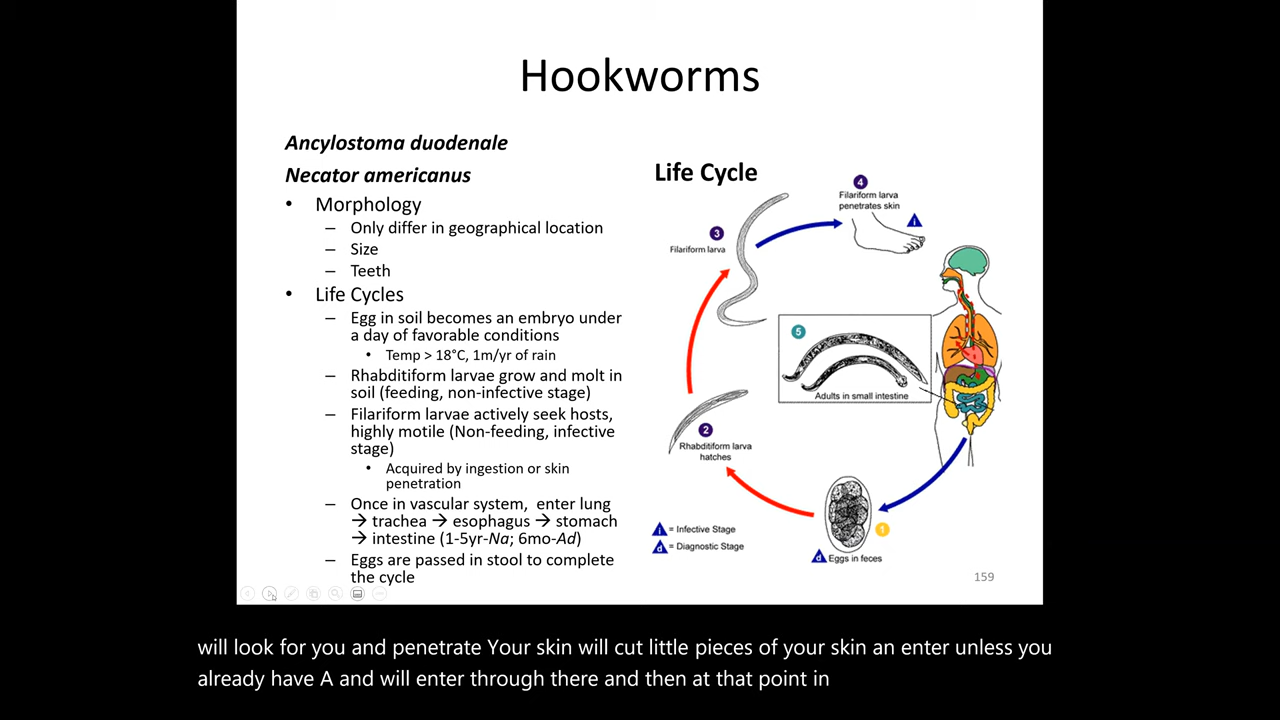 Hookworms
Ancylostoma duodenale
Necator americanus
• Morphology
– Only differ in geographical location
– Size
– Teeth
• Life Cycles
– Egg in soil becomes an embryo under
a day of favorable conditions
• Temp > 18°C, 1m/yr of rain
– Rhabditiform larvae grow and molt in
soil (feeding, non-infective stage)
– Filariform larvae actively seek hosts,
highly motile (Non-feeding, infective
stage)
• Acquired by ingestion or skin
penetration
– Once in vascular system, enter lung
→ trachea → esophagus → stomach
→ intestine (1-5yr-Na; 6mo-Ad)
– Eggs are passed in stool to complete
the cycle
Life Cycle
4
Filariform larva
penetrates skin
i
3
Filariform larva
5
Adults in small intestine
2
Rhabditiform larva
hatches
1
i = Infective Stage
d = Diagnostic Stage
d Eggs in feces
159
will look for you and penetrate Your skin will cut little pieces of your skin an enter unless you
already have A and will enter through there and then at that point in